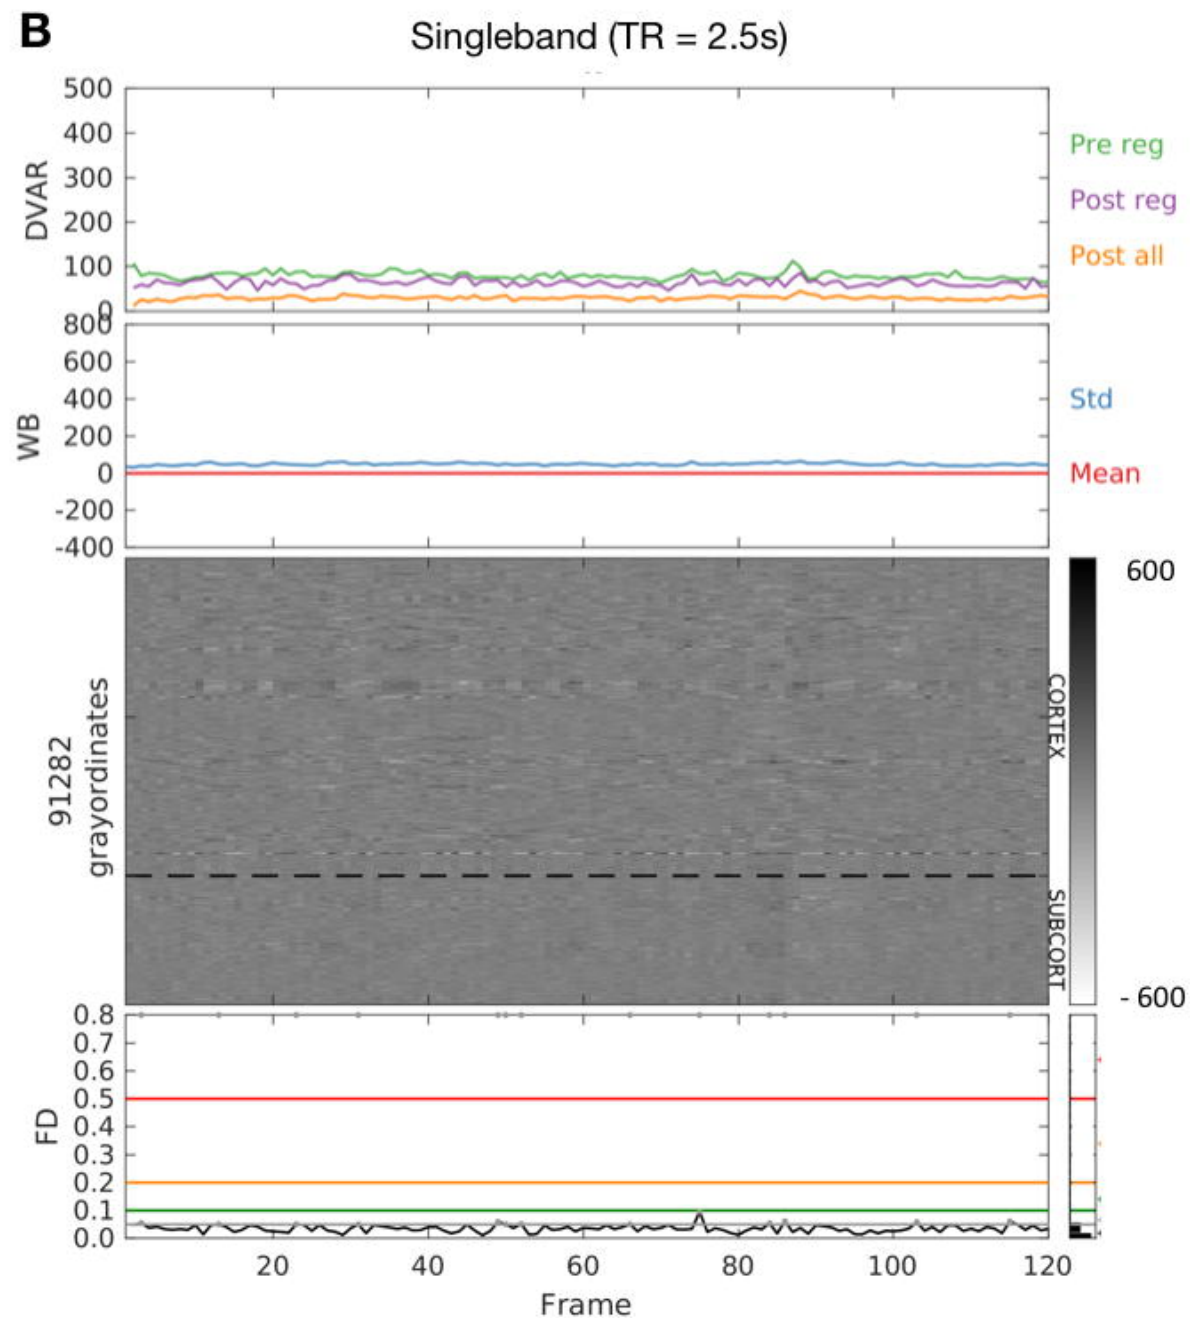 B
Singleband (TR = 2.5s)
500
400
300
200
100
0
DVAR
Pre reg
Post reg
Post all
800
600
400
200
0
-200
-400
WB
Std
Mean
91282
grayordinates
CORTEX
SUBCORT
600
- 600
0.8
0.7
0.6
0.5
0.4
0.3
0.2
0.1
0.0
FD
20 40 60 80 100 120
Frame